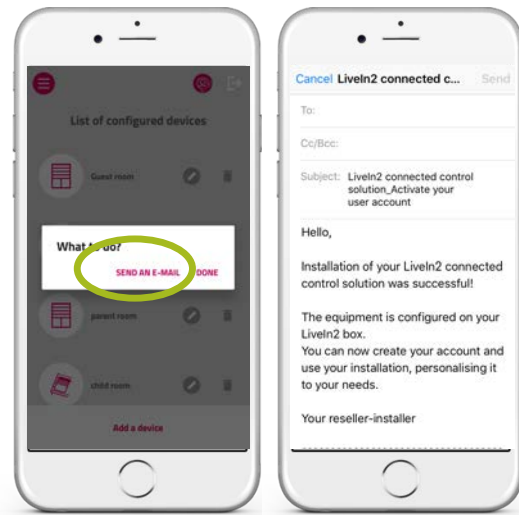 List of configured devices
Guest room
What to do?
SEND AN E-MAIL DONE
parent room
child room
Add a device
Cancel LiveIn2 connected c... Send
To:
Cc/Bcc:
Subject: LiveIn2 connected control
solution_Activate your
user account
Hello,
Installation of your LiveIn2 connected
control solution was successful!
The equipment is configured on your
LiveIn2 box.
You can now create your account and
use your installation, personalising it
to your needs.
Your reseller-installer